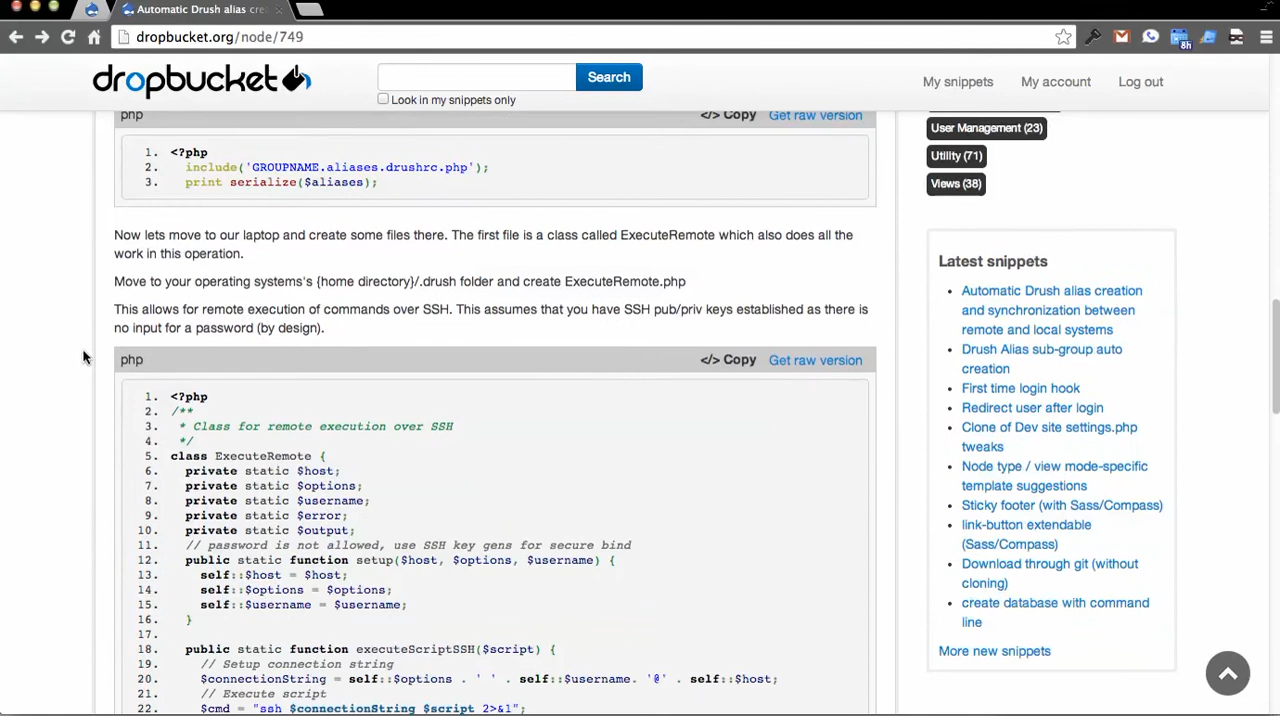 Automatic Drush alias cre
dropbucket.org/node/749
8h
dropbucket
Search
Look in my snippets only
My snippets
My account
Log out
php
</> Copy
Get raw version
1. <?php
2. include('GROUPNAME.aliases.drushrc.php');
3. print serialize($aliases);
Now lets move to our laptop and create some files there. The first file is a class called ExecuteRemote which also does all the
work in this operation.
Move to your operating systems's {home directory}/.drush folder and create ExecuteRemote.php
This allows for remote execution of commands over SSH. This assumes that you have SSH pub/priv keys established as there is
no input for a password (by design).
php
</> Copy
Get raw version
1. <?php
2. /**
3. * Class for remote execution over SSH
4. */
5. class ExecuteRemote {
6. private static $host;
7. private static $options;
8. private static $username;
9. private static $error;
10. private static $output;
11. // password is not allowed, use SSH key gens for secure bind
12. public static function setup($host, $options, $username) {
13. self::$host = $host;
14. self::$options = $options;
15. self::$username = $username;
16. }
17.
18. public static function executeScriptSSH($script) {
19. // Setup connection string
20. $connectionString = self::$options . ' ' . self::$username. '@' . self::$host;
21. // Execute script
22. $cmd = "ssh $connectionString $script 2>&1";
User Management (23)
Utility (71)
Views (38)
Latest snippets
Automatic Drush alias creation
and synchronization between
remote and local systems
Drush Alias sub-group auto
creation
First time login hook
Redirect user after login
Clone of Dev site settings.php
tweaks
Node type / view mode-specific
template suggestions
Sticky footer (with Sass/Compass)
link-button extendable
(Sass/Compass)
Download through git (without
cloning)
create database with command
line
More new snippets